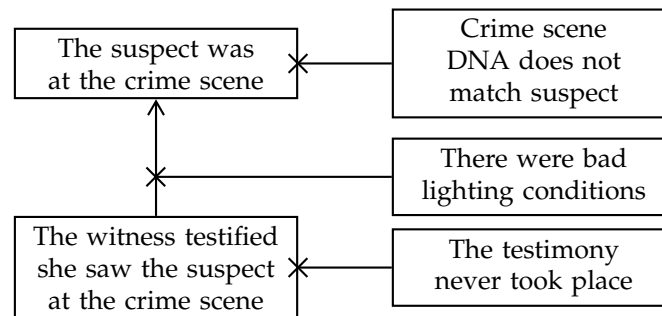 The suspect was
at the crime scene
Crime scene
DNA does not
match suspect
There were bad
lighting conditions
The witness testified
she saw the suspect
at the crime scene
The testimony
never took place